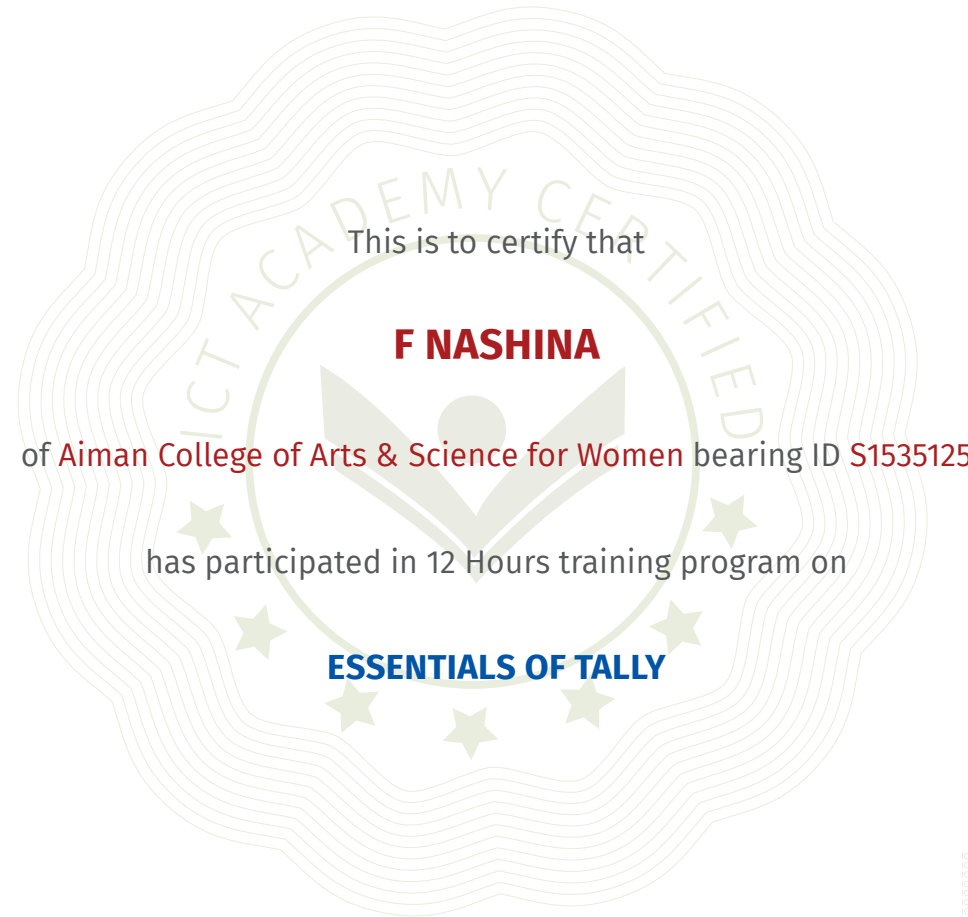 ICT ACADEMY CERTIFIED
This is to certify that
F NASHINA
of Aiman College of Arts & Science for Women bearing ID S1535125
has participated in 12 Hours training program on
ESSENTIALS OF TALLY